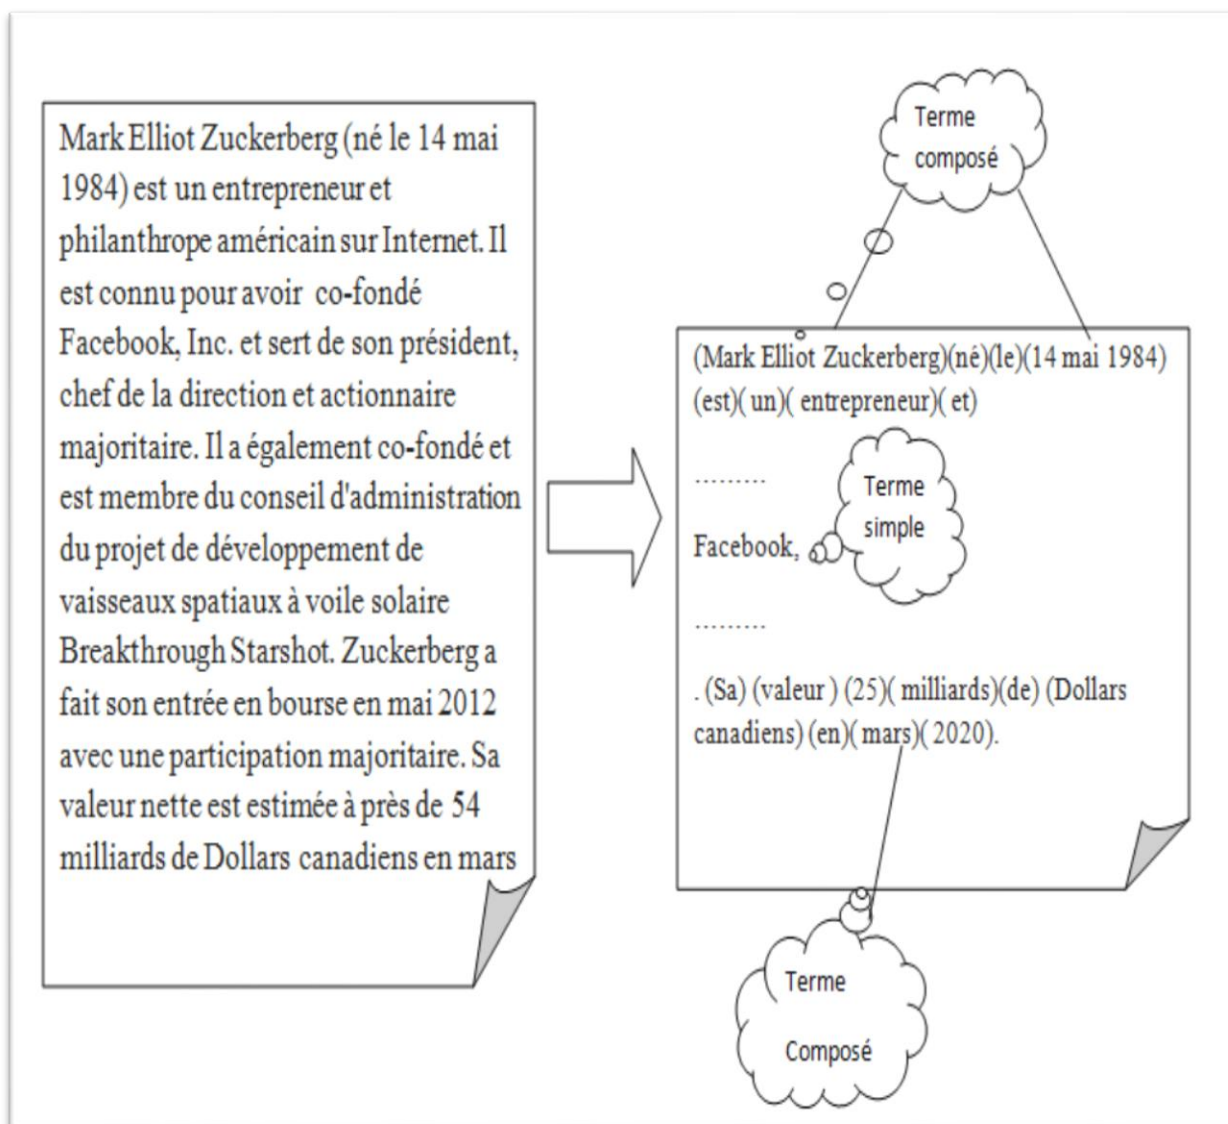 Mark Elliot Zuckerberg (né le 14 mai
1984) est un entrepreneur et
philanthrope américain sur Internet. Il
est connu pour avoir co-fondé
Facebook, Inc. et sert de son président,
chef de la direction et actionnaire
majoritaire. Il a également co-fondé et
est membre du conseil d'administration
du projet de développement de
vaisseaux spatiaux à voile solaire
Breakthrough Starshot. Zuckerberg a
fait son entrée en bourse en mai 2012
avec une participation majoritaire. Sa
valeur nette est estimée à près de 54
milliards de Dollars canadiens en mars
Terme
composé
(Mark Elliot Zuckerberg)(né)(le)(14 mai 1984)
(est)( un)( entrepreneur)( et)
.........
Terme
simple
Facebook,
.........
. (Sa) (valeur ) (25)( milliards)(de) (Dollars
canadiens) (en)( mars)( 2020).
Terme
Composé